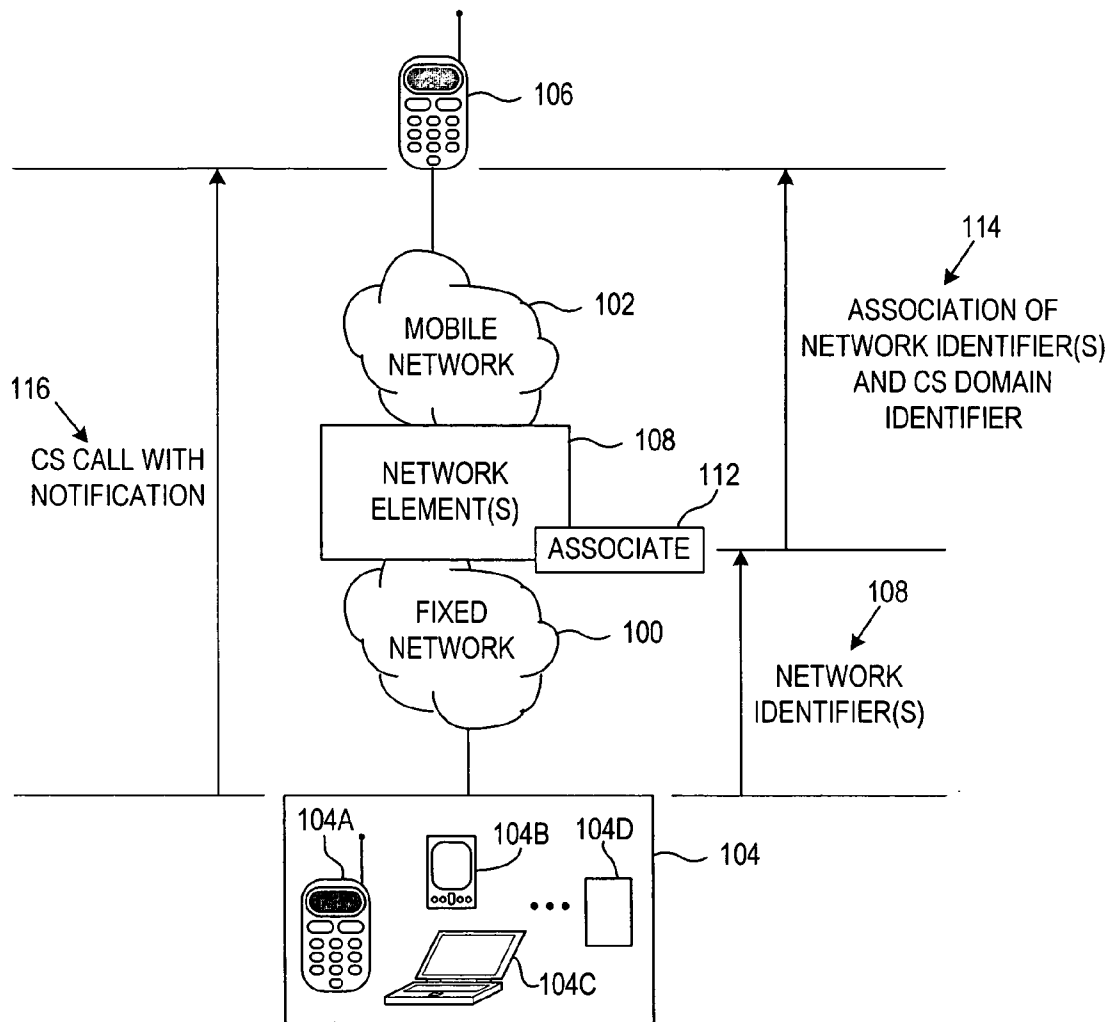 106
114
102
MOBILE
NETWORK
ASSOCIATION OF
NETWORK IDENTIFIER(S)
AND CS DOMAIN
IDENTIFIER
116
CS CALL WITH
NOTIFICATION
108
NETWORK
ELEMENT(S)
112
ASSOCIATE
FIXED
NETWORK
100
108
NETWORK
IDENTIFIER(S)
104A
104B
104D
104
104C